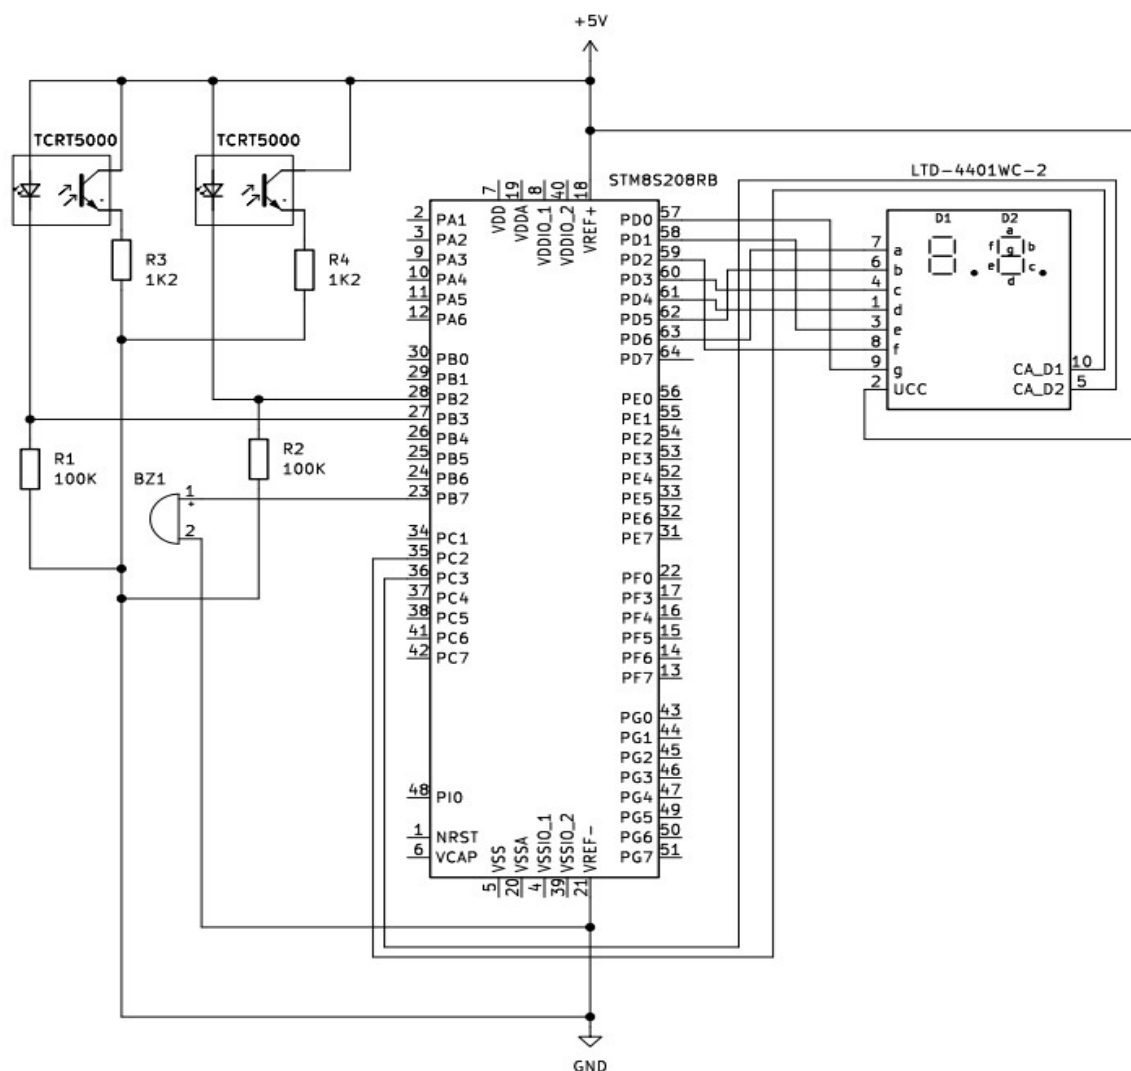 +5V
TCRT5000
TCRT5000
R3
1K2
R4
1K2
R1
100K
R2
100K
BZ1
1
+
2
STM8S208RB
7
19
8
40
18
VDD
VDDA
VDDIO_1
VDDIO_2
VREF+
2 PA1
3 PA2
9 PA3
10 PA4
11 PA5
12 PA6
30 PB0
29 PB1
28 PB2
27 PB3
26 PB4
25 PB5
24 PB6
23 PB7
34 PC1
35 PC2
36 PC3
37 PC4
38 PC5
41 PC6
42 PC7
48 PI0
1 NRST
6 VCAP
PD0 57
PD1 58
PD2 59
PD3 60
PD4 61
PD5 62
PD6 63
PD7 64
PE0 56
PE1 55
PE2 54
PE3 53
PE4 52
PE5 33
PE6 32
PE7 31
PF0 22
PF3 17
PF4 16
PF5 15
PF6 14
PF7 13
PG0 43
PG1 44
PG2 45
PG3 46
PG4 47
PG5 49
PG6 50
PG7 51
VSS
VSSA
VSSIO_1
VSSIO_2
VREF-
5
20
4
39
21
LTD-4401WC-2
D1 D2
a
f g b
e c
d
7 a
6 b
4 c
1 d
3 e
8 f
9 g
2 UCC
CA_D1 10
CA_D2 5
GND